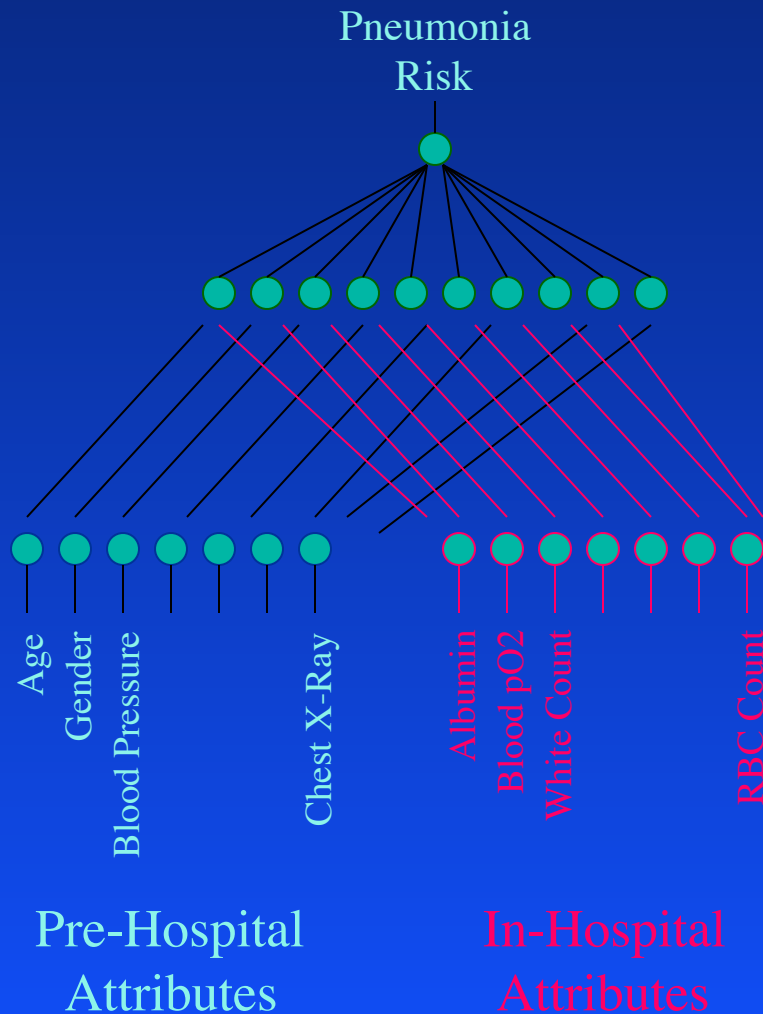 Pneumonia
Risk
Age
Gender
Blood Pressure
Chest X-Ray
Albumin
Blood pO2
White Count
RBC Count
Pre-Hospital
Attributes
In-Hospital
Attributes